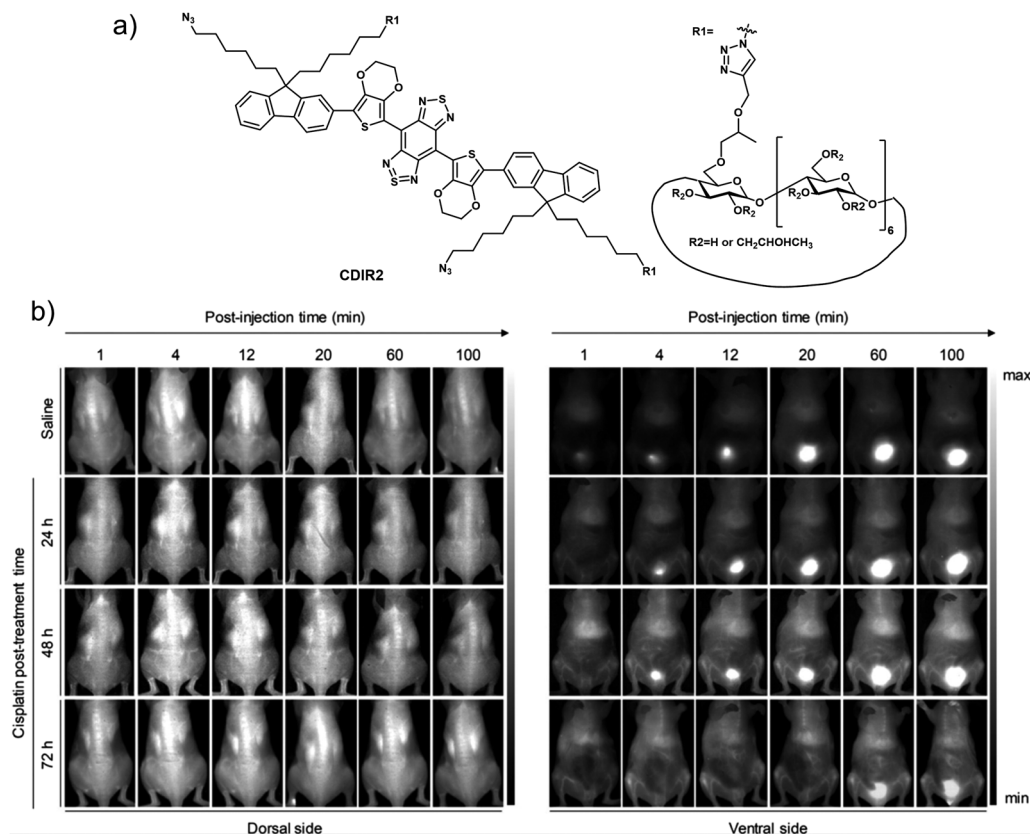 a)
N3
R1
O
O
S
N
S
N
N
S
N
S
O
O
N3
R1
CDIR2
R1=
N
N
N
O
O
O
R2O
OR2
O
OR2
O
R2O
OR2
O
6
R2=H or CH2CHOHCH3
b)
Post-injection time (min)
1 4 12 20 60 100
Saline
24 h
48 h
72 h
Cisplatin post-treatment time
Dorsal side
Post-injection time (min)
1 4 12 20 60 100
max
min
Ventral side